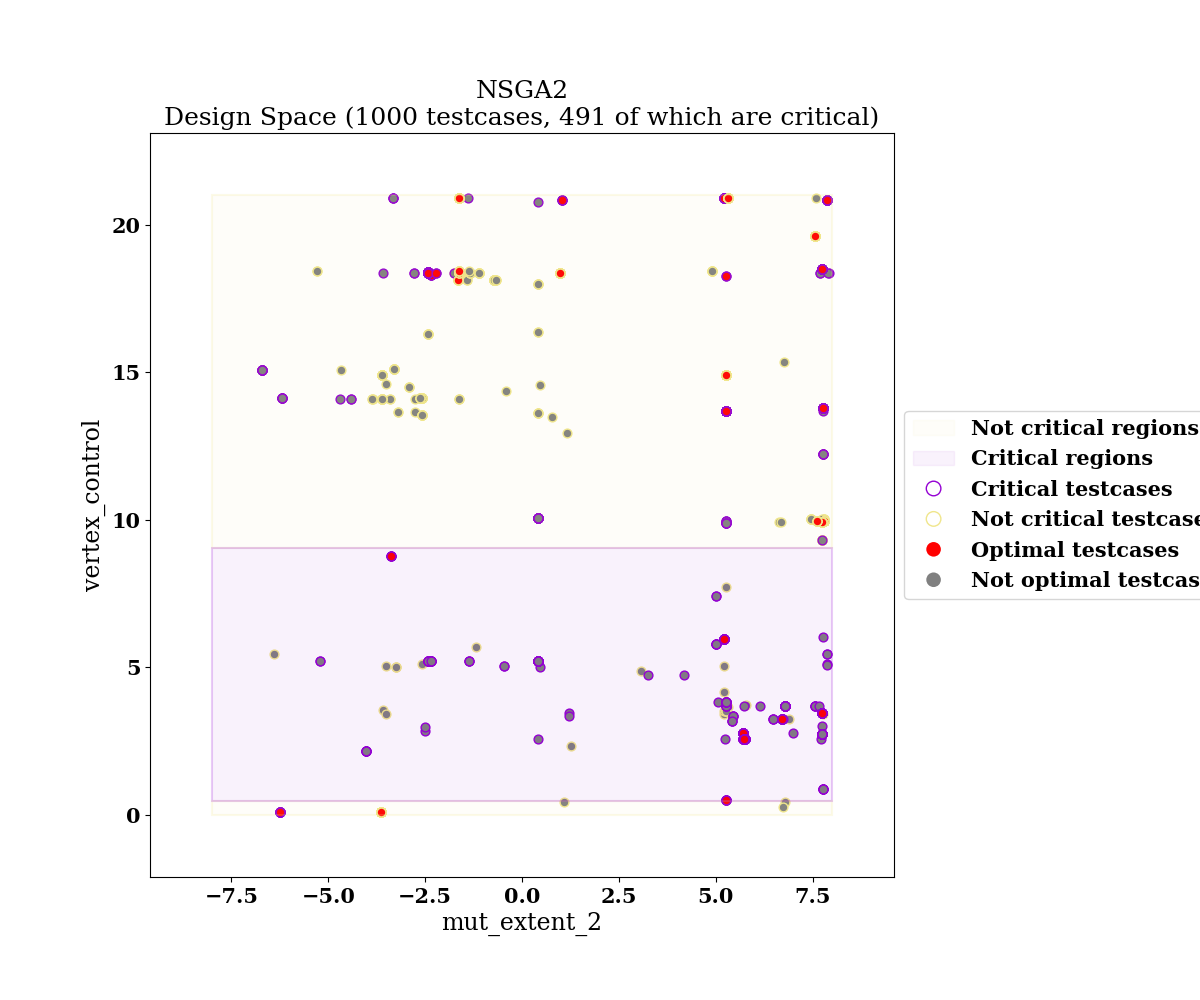 NSGA2
Design Space (1000 testcases, 491 of which are critical)
20
15
10
5
0
vertex_control
−7.5
−5.0
−2.5
0.0
2.5
5.0
7.5
mut_extent_2
Not critical regions
Critical regions
Critical testcases
Not critical testcase
Optimal testcases
Not optimal testcas